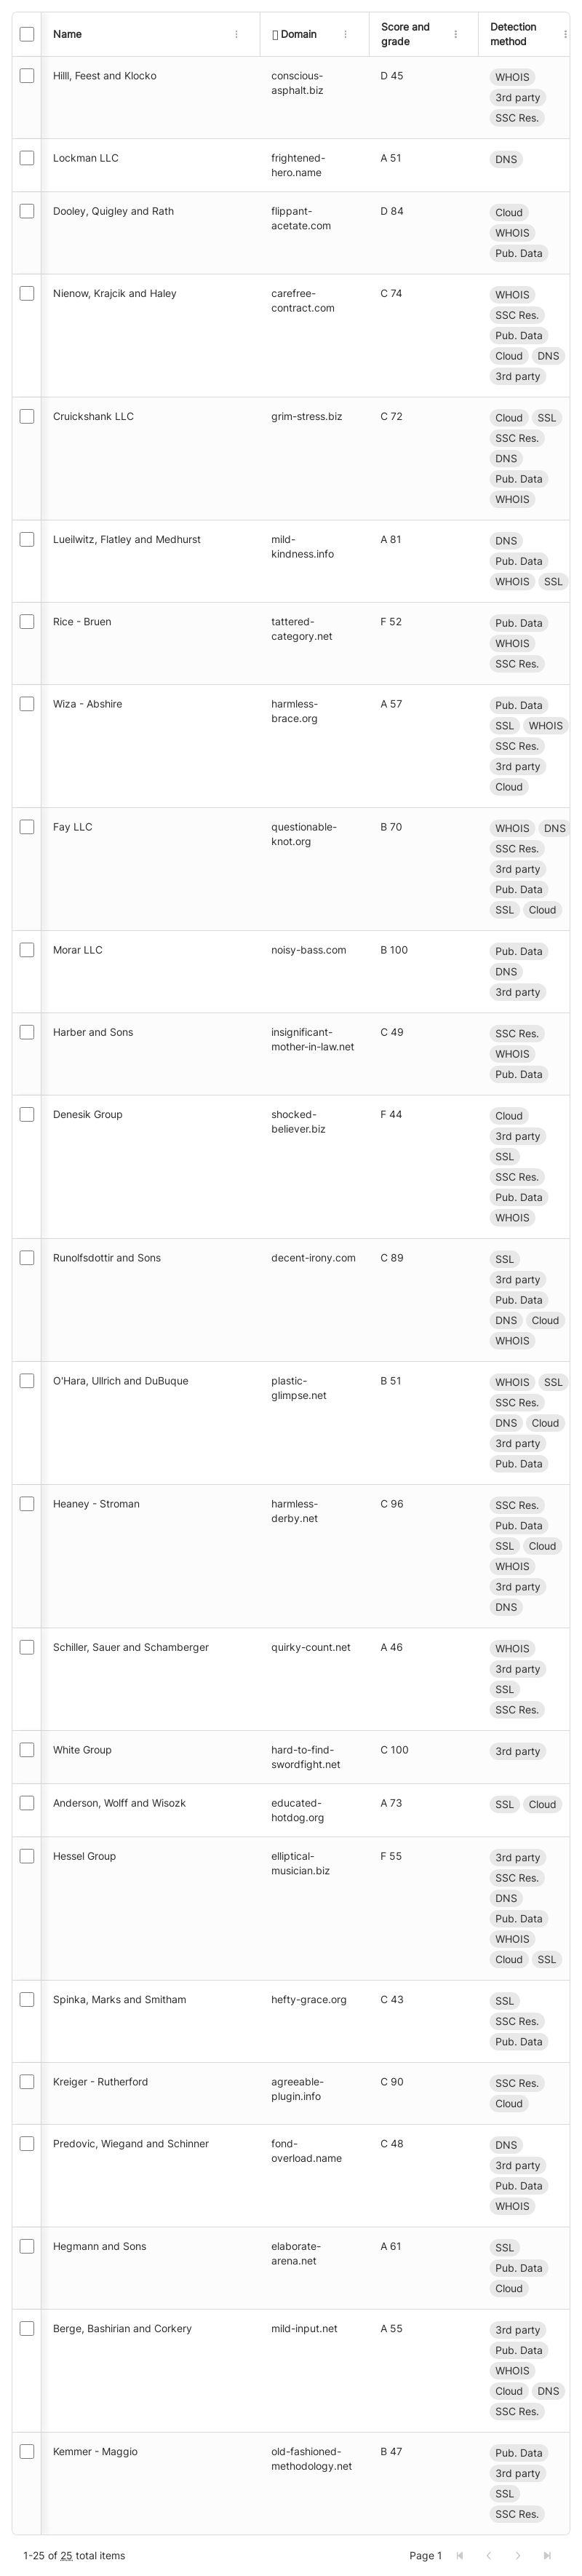 Name
Domain
Score and
grade
Detection
method
Hilll, Feest and Klocko
conscious-
asphalt.biz
D 45
WHOIS
3rd party
SSC Res.
Lockman LLC
frightened-
hero.name
A 51
DNS
Dooley, Quigley and Rath
flippant-
acetate.com
D 84
Cloud
WHOIS
Pub. Data
Nienow, Krajcik and Haley
carefree-
contract.com
C 74
WHOIS
SSC Res.
Pub. Data
Cloud DNS
3rd party
Cruickshank LLC
grim-stress.biz
C 72
Cloud SSL
SSC Res.
DNS
Pub. Data
WHOIS
Lueilwitz, Flatley and Medhurst
mild-
kindness.info
A 81
DNS
Pub. Data
WHOIS SSL
Rice - Bruen
tattered-
category.net
F 52
Pub. Data
WHOIS
SSC Res.
Wiza - Abshire
harmless-
brace.org
A 57
Pub. Data
SSL WHOIS
SSC Res.
3rd party
Cloud
Fay LLC
questionable-
knot.org
B 70
WHOIS DNS
SSC Res.
3rd party
Pub. Data
SSL Cloud
Morar LLC
noisy-bass.com
B 100
Pub. Data
DNS
3rd party
Harber and Sons
insignificant-
mother-in-law.net
C 49
SSC Res.
WHOIS
Pub. Data
Denesik Group
shocked-
believer.biz
F 44
Cloud
3rd party
SSL
SSC Res.
Pub. Data
WHOIS
Runolfsdottir and Sons
decent-irony.com
C 89
SSL
3rd party
Pub. Data
DNS Cloud
WHOIS
O'Hara, Ullrich and DuBuque
plastic-
glimpse.net
B 51
WHOIS SSL
SSC Res.
DNS Cloud
3rd party
Pub. Data
Heaney - Stroman
harmless-
derby.net
C 96
SSC Res.
Pub. Data
SSL Cloud
WHOIS
3rd party
DNS
Schiller, Sauer and Schamberger
quirky-count.net
A 46
WHOIS
3rd party
SSL
SSC Res.
White Group
hard-to-find-
swordfight.net
C 100
3rd party
Anderson, Wolff and Wisozk
educated-
hotdog.org
A 73
SSL Cloud
Hessel Group
elliptical-
musician.biz
F 55
3rd party
SSC Res.
DNS
Pub. Data
WHOIS
Cloud SSL
Spinka, Marks and Smitham
hefty-grace.org
C 43
SSL
SSC Res.
Pub. Data
Kreiger - Rutherford
agreeable-
plugin.info
C 90
SSC Res.
Cloud
Predovic, Wiegand and Schinner
fond-
overload.name
C 48
DNS
3rd party
Pub. Data
WHOIS
Hegmann and Sons
elaborate-
arena.net
A 61
SSL
Pub. Data
Cloud
Berge, Bashirian and Corkery
mild-input.net
A 55
3rd party
Pub. Data
WHOIS
Cloud DNS
SSC Res.
Kemmer - Maggio
old-fashioned-
methodology.net
B 47
Pub. Data
3rd party
SSL
SSC Res.
1-25 of 25 total items
Page 1